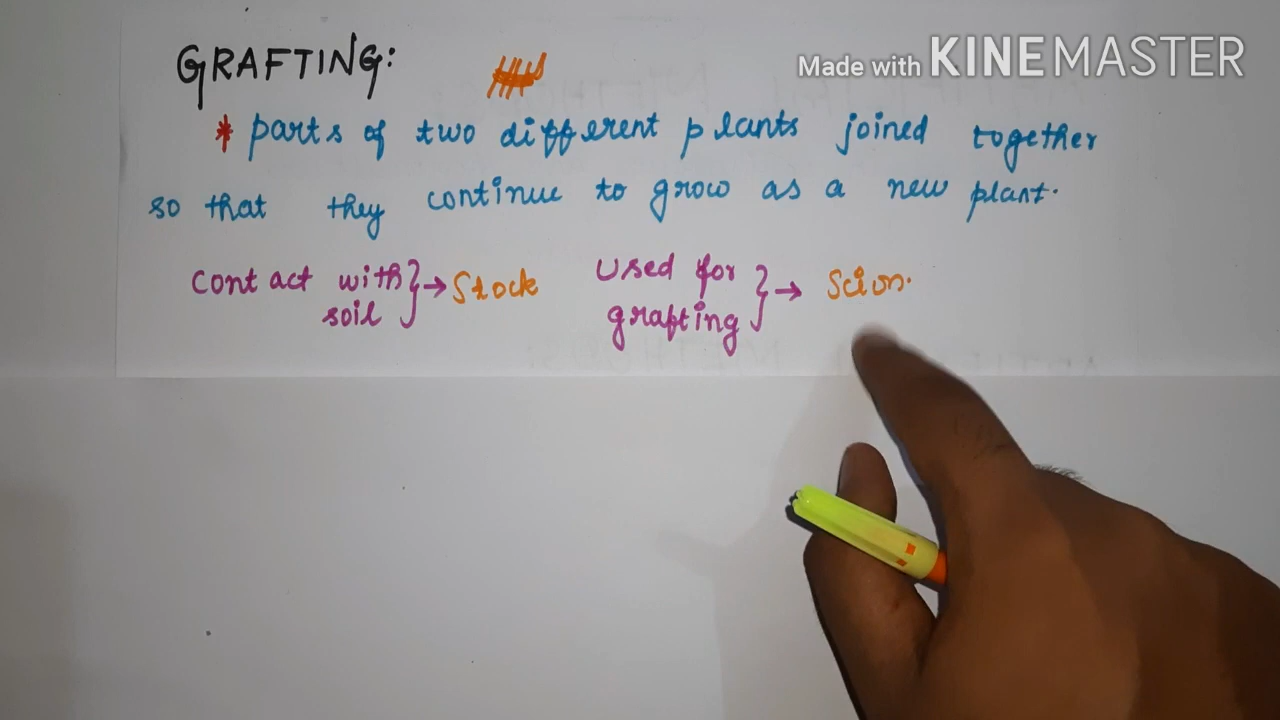 GRAFTING:
Made with KINEMASTER
* parts of two different plants joined together
so that they continue to grow as a new plant.
Contact with soil } → Stock
Used for grafting } → Scion.